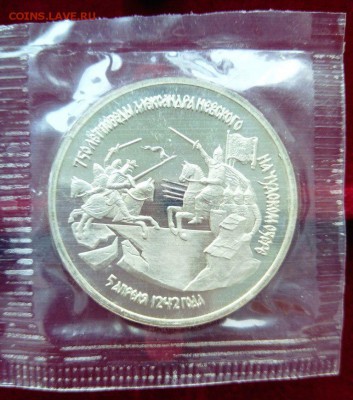 COINS.LAVE.RU
750 ЛЕТ ПОБЕДЫ АЛЕКСАНДРА НЕВСКОГО
НА ЧУДСКОМ ОЗЕРЕ
5 АПРЕЛЯ 1242 ГОДА